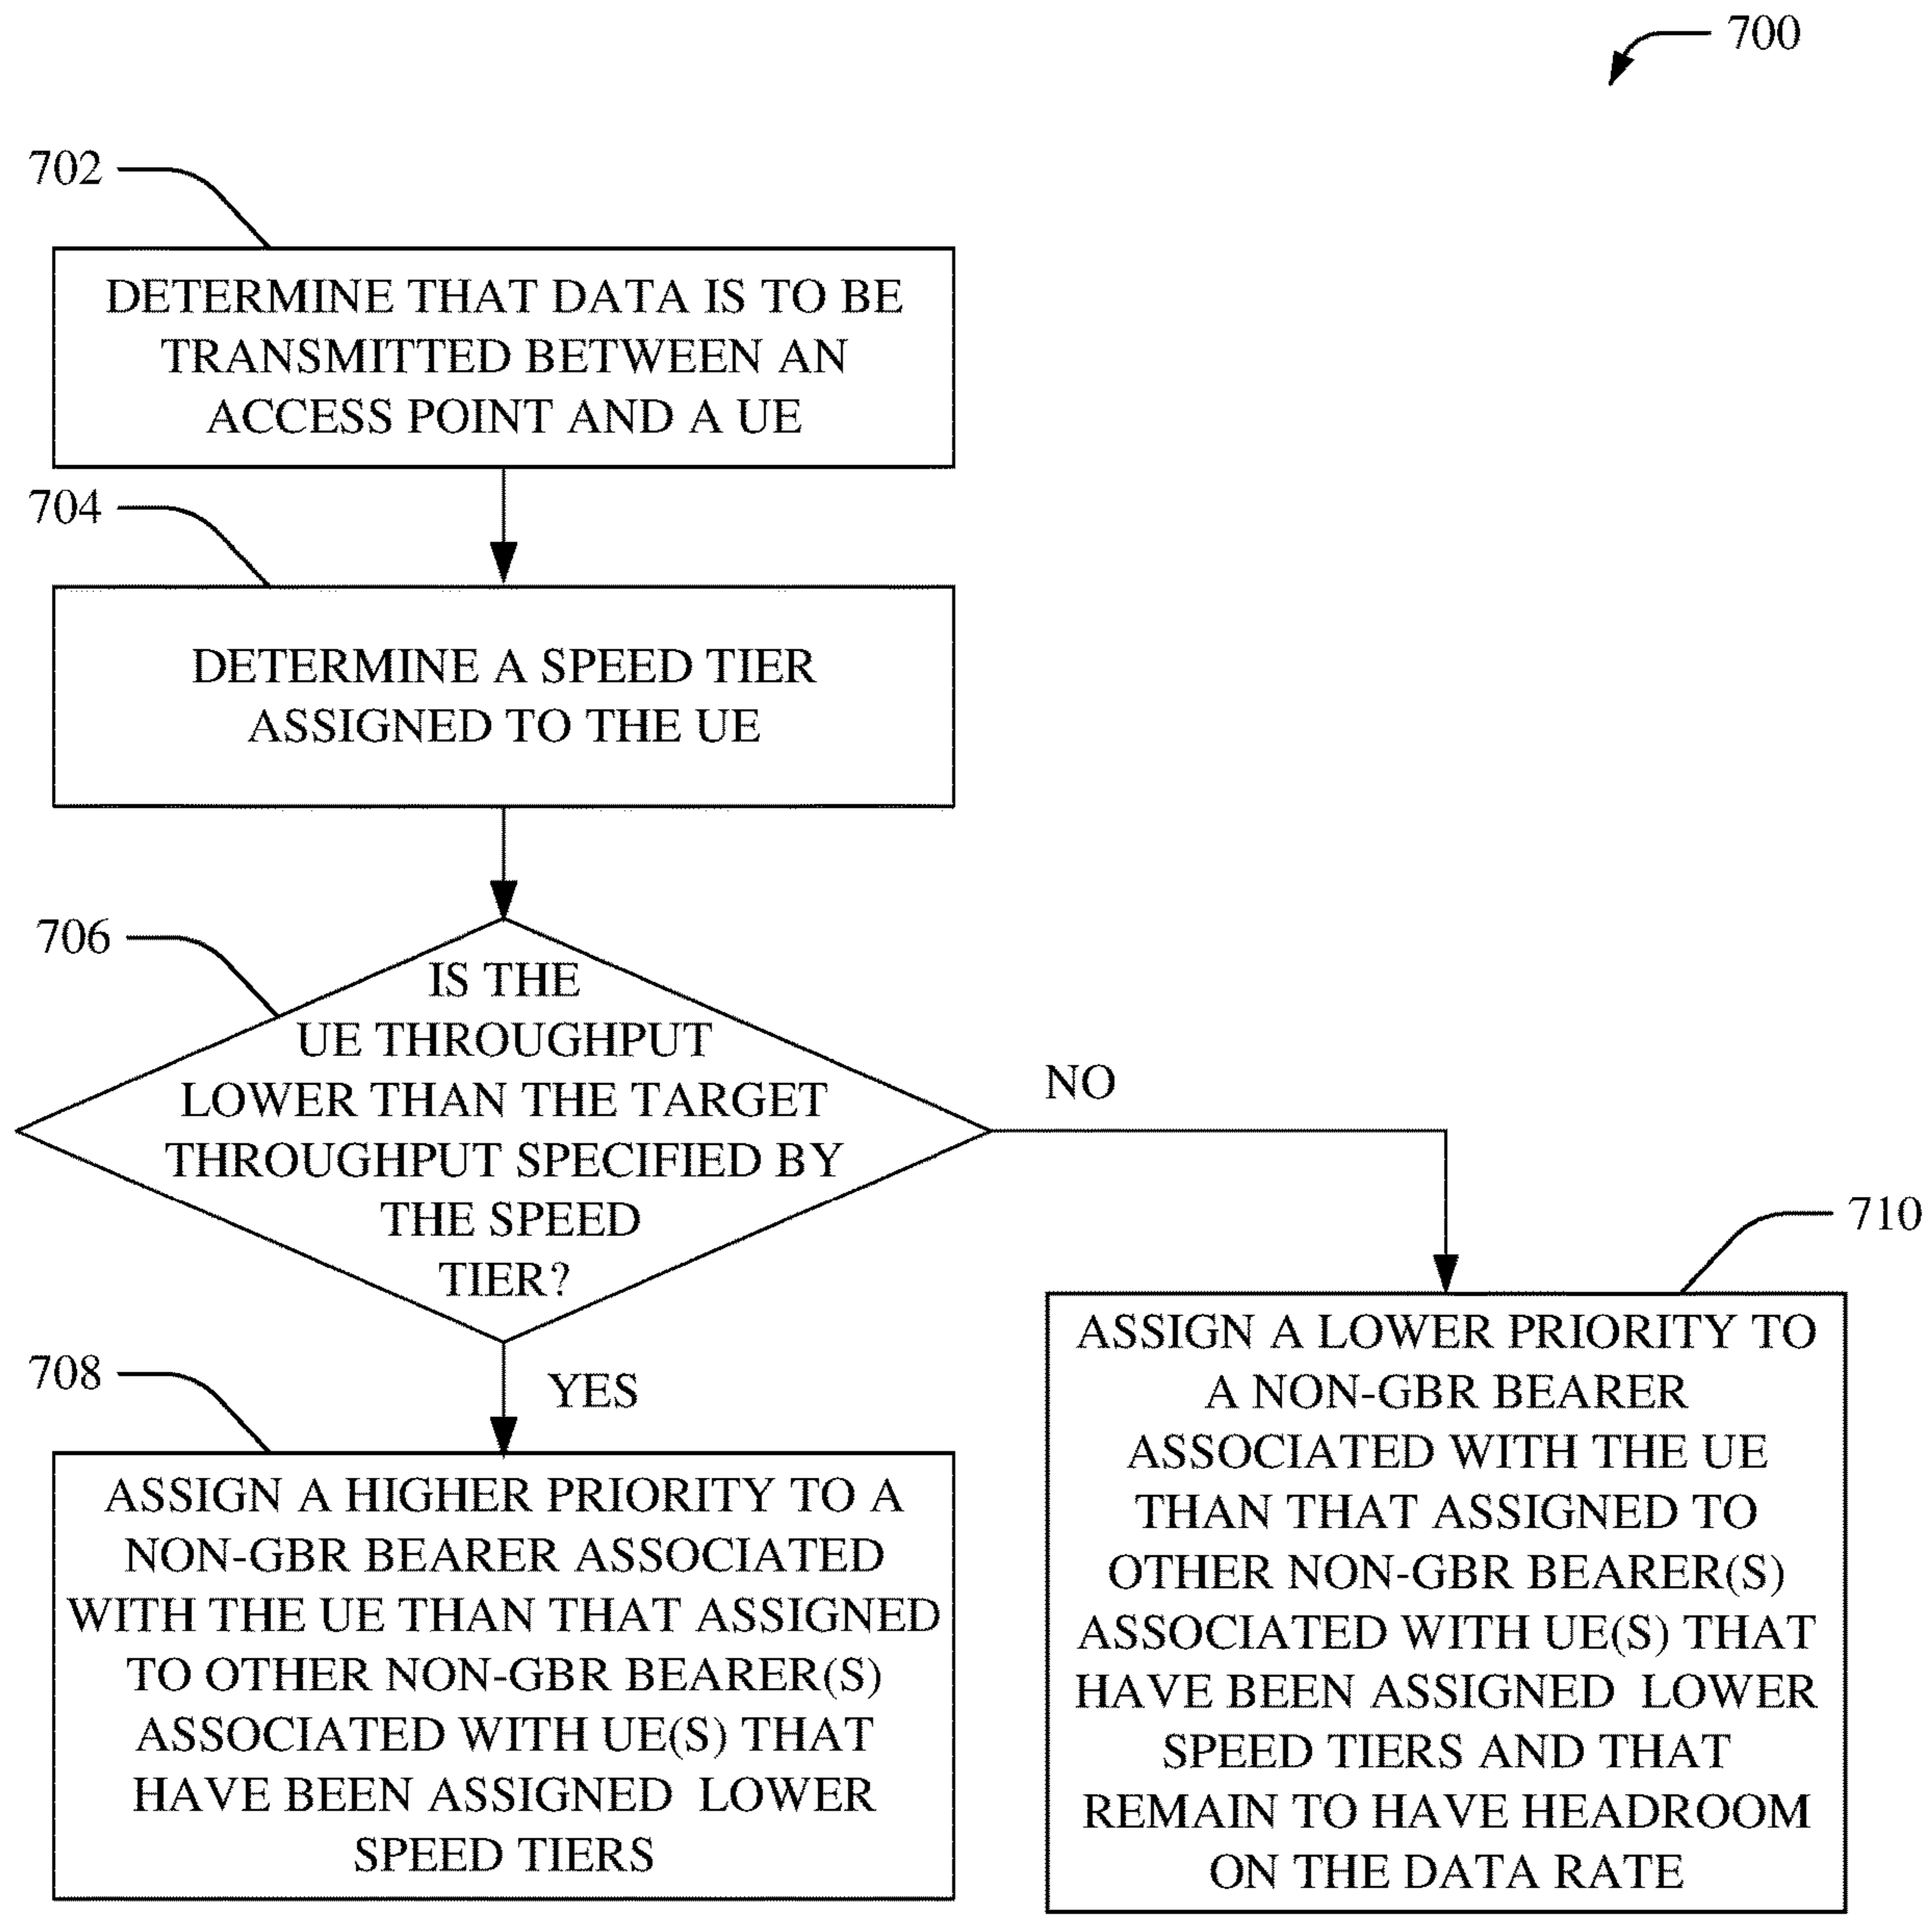 700
702
DETERMINE THAT DATA IS TO BE
TRANSMITTED BETWEEN AN
ACCESS POINT AND A UE
704
DETERMINE A SPEED TIER
ASSIGNED TO THE UE
706
IS THE
UE THROUGHPUT
LOWER THAN THE TARGET
THROUGHPUT SPECIFIED BY
THE SPEED
TIER?
NO
YES
708
ASSIGN A HIGHER PRIORITY TO A
NON-GBR BEARER ASSOCIATED
WITH THE UE THAN THAT ASSIGNED
TO OTHER NON-GBR BEARER(S)
ASSOCIATED WITH UE(S) THAT
HAVE BEEN ASSIGNED LOWER
SPEED TIERS
710
ASSIGN A LOWER PRIORITY TO
A NON-GBR BEARER
ASSOCIATED WITH THE UE
THAN THAT ASSIGNED TO
OTHER NON-GBR BEARER(S)
ASSOCIATED WITH UE(S) THAT
HAVE BEEN ASSIGNED LOWER
SPEED TIERS AND THAT
REMAIN TO HAVE HEADROOM
ON THE DATA RATE